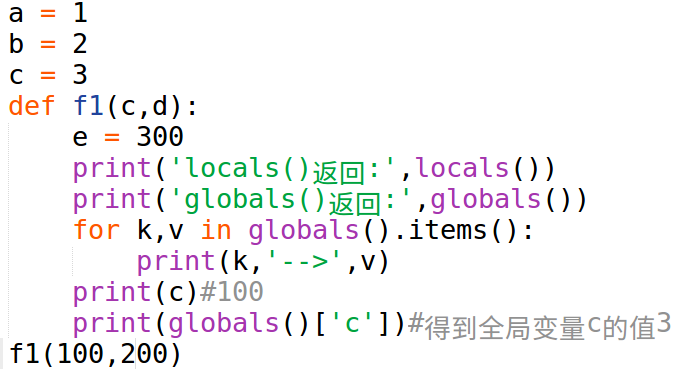 a = 1
b = 2
c = 3
def f1(c,d):
    e = 300
    print('locals()返回:',locals())
    print('globals()返回:',globals())
    for k,v in globals().items():
        print(k,'-->',v)
    print(c)#100
    print(globals()['c'])#得到全局变量c的值3
f1(100,200)